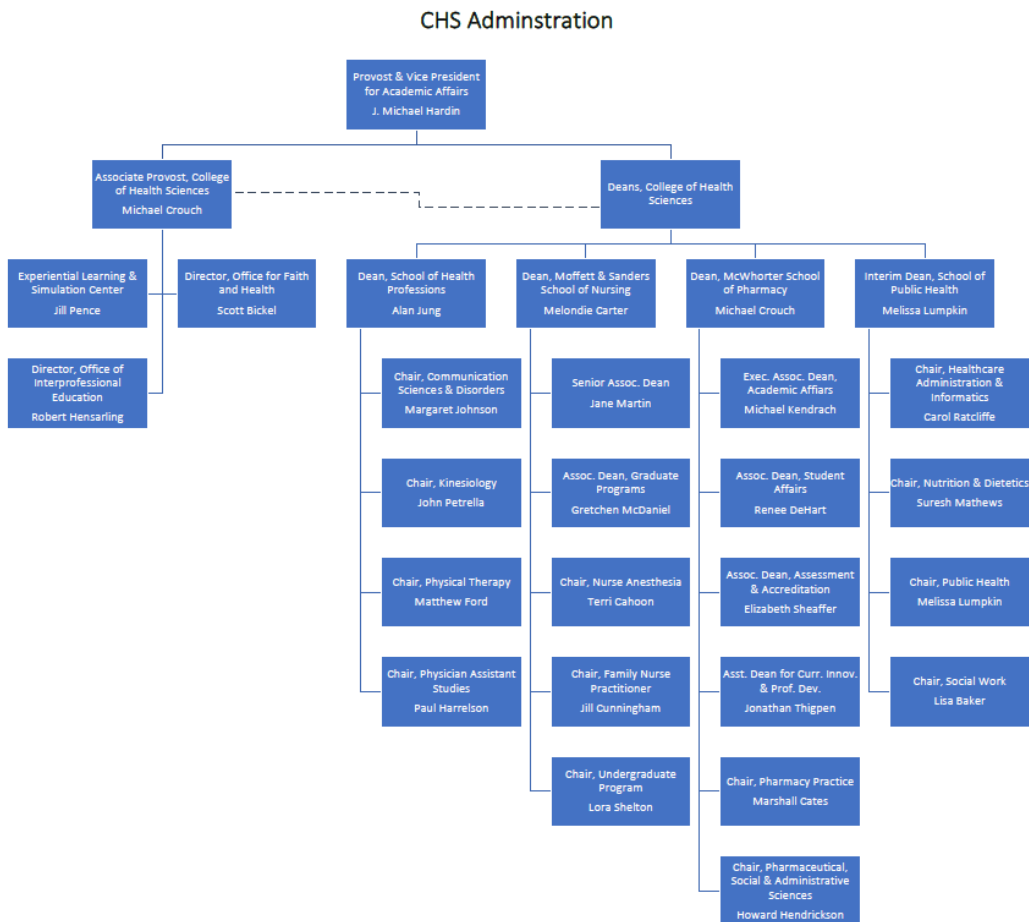 CHS Adminstration
Provost & Vice President
for Academic Affairs
J. Michael Hardin
Associate Provost, College
of Health Sciences
Michael Crouch
Deans, College of Health
Sciences
Experiential Learning &
Simulation Center
Jill Pence
Director, Office for Faith
and Health
Scott Bickel
Director, Office of
Interprofessional
Education
Robert Hensarling
Dean, School of Health
Professions
Alan Jung
Chair, Communication
Sciences & Disorders
Margaret Johnson
Chair, Kinesiology
John Petrella
Chair, Physical Therapy
Matthew Ford
Chair, Physician Assistant
Studies
Paul Harrelson
Dean, Moffett & Sanders
School of Nursing
Melondie Carter
Senior Assoc. Dean
Jane Martin
Assoc. Dean, Graduate
Programs
Gretchen McDaniel
Chair, Nurse Anesthesia
Terri Cahoon
Chair, Family Nurse
Practitioner
Jill Cunningham
Chair, Undergraduate
Program
Lora Shelton
Dean, McWhorter School
of Pharmacy
Michael Crouch
Exec. Assoc. Dean,
Academic Affiars
Michael Kendrach
Assoc. Dean, Student
Affairs
Renee DeHart
Assoc. Dean, Assessment
& Accreditation
Elizabeth Sheaffer
Asst. Dean for Curr. Innov.
& Prof. Dev.
Jonathan Thigpen
Chair, Pharmacy Practice
Marshall Cates
Chair, Pharmaceutical,
Social & Administrative
Sciences
Howard Hendrickson
Interim Dean, School of
Public Health
Melissa Lumpkin
Chair, Healthcare
Administration &
Informatics
Carol Ratcliffe
Chair, Nutrition & Dietetics
Suresh Mathews
Chair, Public Health
Melissa Lumpkin
Chair, Social Work
Lisa Baker